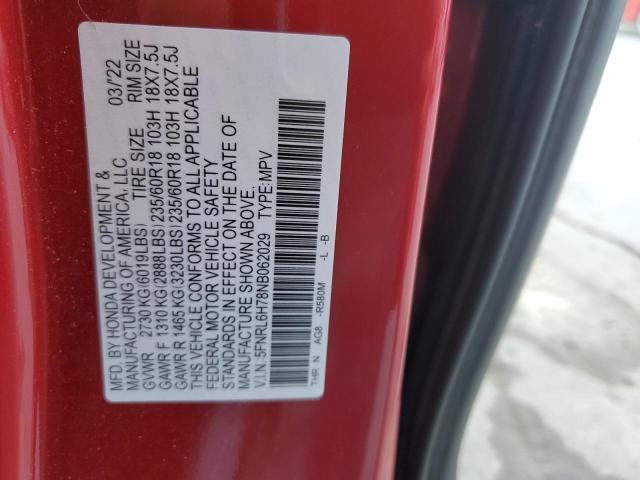 MFD. BY HONDA DEVELOPMENT & 03/'22
MANUFACTURING OF AMERICA, LLC
GVWR 2730 KG(6019LBS) TIRE SIZE RIM SIZE
GAWR F 1310 KG(2888LBS) 235/60R18 103H 18X7.5J
GAWR R 1465 KG(3230LBS) 235/60R18 103H 18X7.5J
THIS VEHICLE CONFORMS TO ALL APPLICABLE
FEDERAL MOTOR VEHICLE SAFETY
STANDARDS IN EFFECT ON THE DATE OF
MANUFACTURE SHOWN ABOVE.
V.I.N.:5FNRL6H78NB062029 TYPE:MPV
THR N AG8 -R580M -L -B